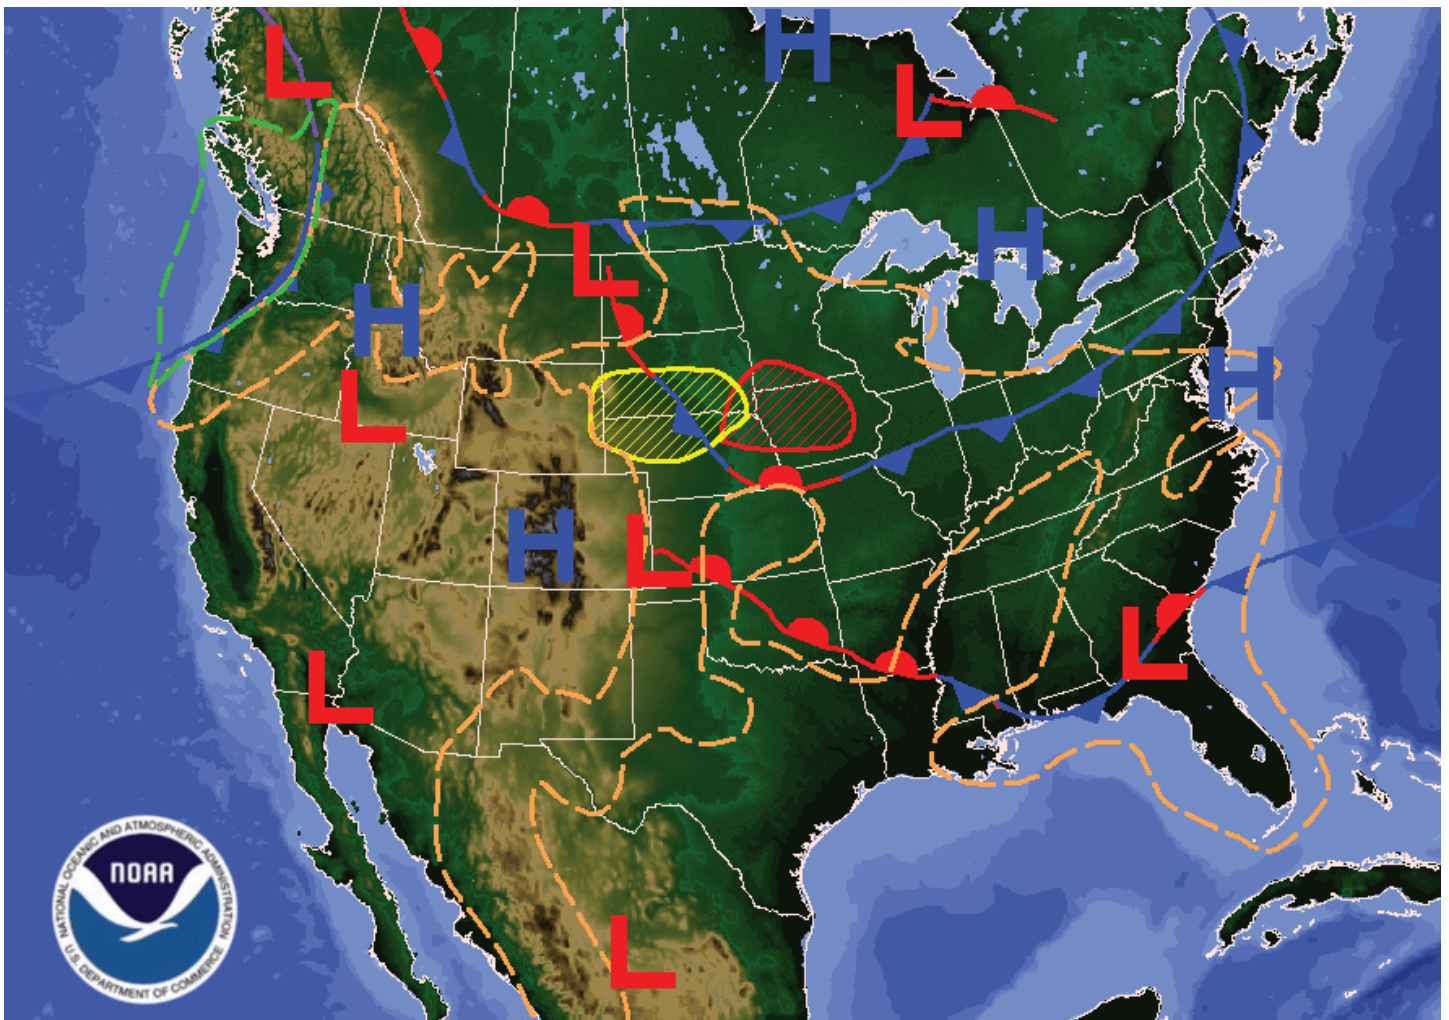 H
L
L
H
L
H
H
L
L
H
H
L
L
L
L
NATIONAL OCEANIC AND ATMOSPHERIC ADMINISTRATION
NOAA
U.S. DEPARTMENT OF COMMERCE
L